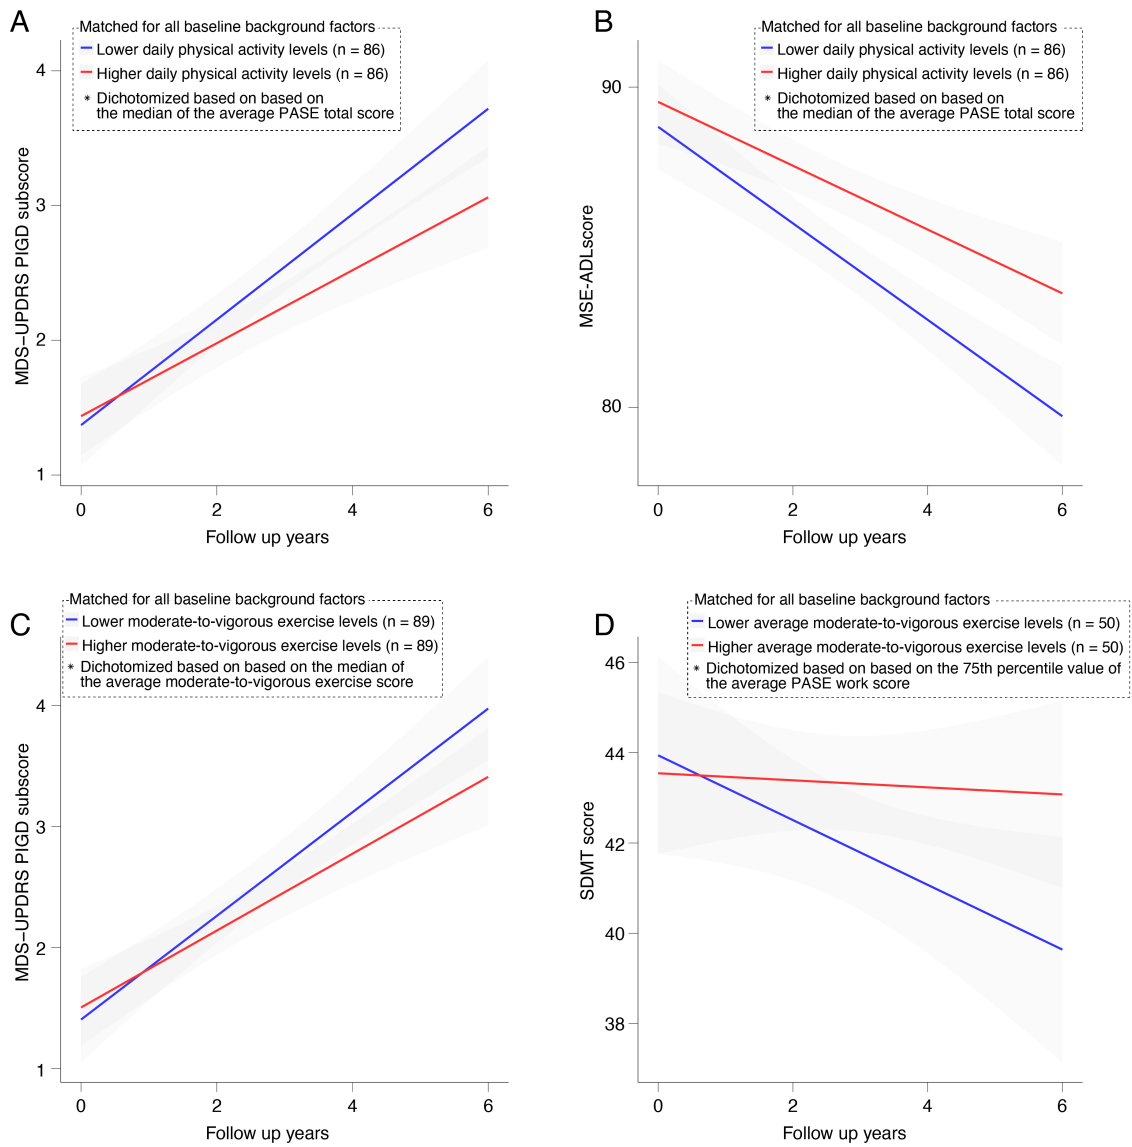 A
Matched for all baseline background factors
Lower daily physical activity levels (n = 86)
Higher daily physical activity levels (n = 86)
* Dichotomized based on based on
the median of the average PASE total score
4
3
2
1
MDS−UPDRS PIGD subscore
0 2 4 6
Follow up years
B
Matched for all baseline background factors
Lower daily physical activity levels (n = 86)
Higher daily physical activity levels (n = 86)
* Dichotomized based on based on
the median of the average PASE total score
90
80
MSE-ADLscore
0 2 4 6
Follow up years
C
Matched for all baseline background factors
Lower moderate-to-vigorous exercise levels (n = 89)
Higher moderate-to-vigorous exercise levels (n = 89)
* Dichotomized based on based on the median of
the average moderate-to-vigorous exercise score
4
3
2
1
MDS−UPDRS PIGD subscore
0 2 4 6
Follow up years
D
Matched for all baseline background factors
Lower average moderate-to-vigorous exercise levels (n = 50)
Higher average moderate-to-vigorous exercise levels (n = 50)
* Dichotomized based on based on the 75th percentile value of
the average PASE work score
46
44
42
40
38
SDMT score
0 2 4 6
Follow up years